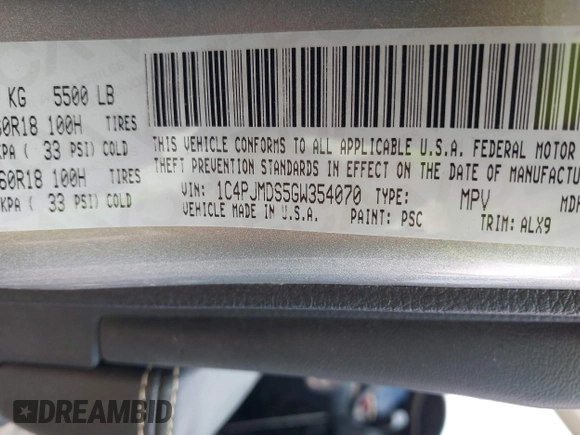 KG 5500 LB
60R18 100H TIRES
KPA ( 33 PSI) COLD
60R18 100H TIRES
KPA ( 33 PSI) COLD
THIS VEHICLE CONFORMS TO ALL APPLICABLE U.S.A. FEDERAL MOTOR
THEFT PREVENTION STANDARDS IN EFFECT ON THE DATE OF MANUFACTU
VIN: 1C4PJMDS5GW354070 TYPE: MPV MDH
VEHICLE MADE IN U.S.A. PAINT: PSC TRIM: ALX9
DREAMBID